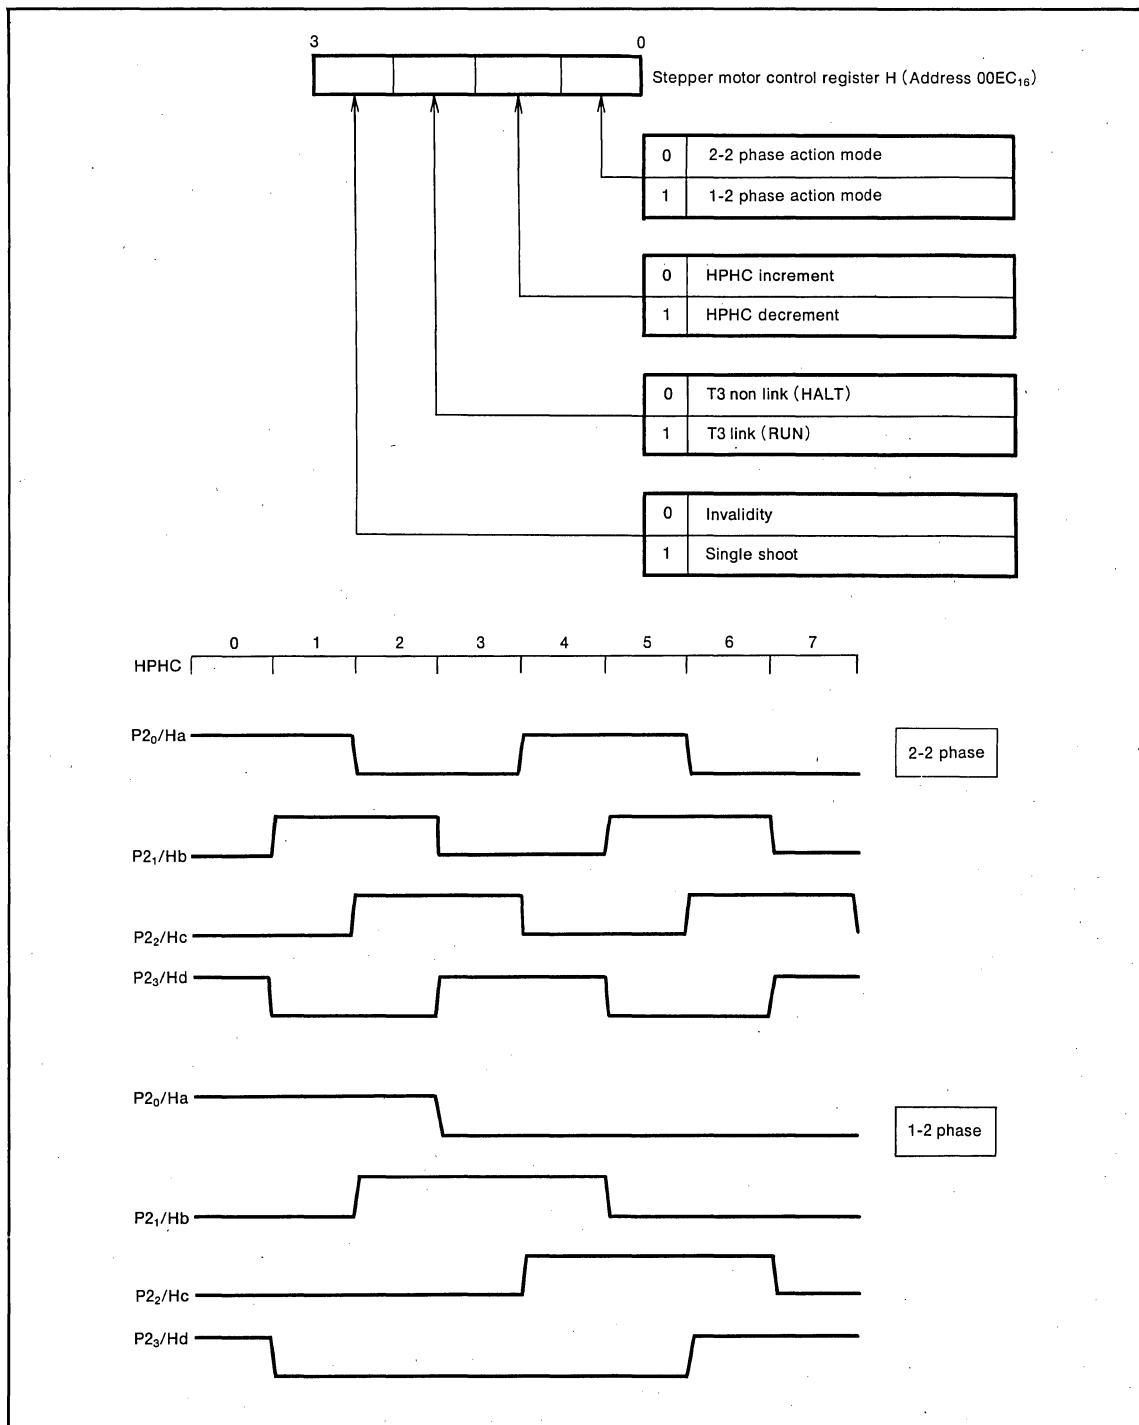 3 0
Stepper motor control register H (Address 00EC₁₆)
0 2-2 phase action mode
1 1-2 phase action mode
0 HPHC increment
1 HPHC decrement
0 T3 non link (HALT)
1 T3 link (RUN)
0 Invalidity
1 Single shoot
0 1 2 3 4 5 6 7
HPHC
P2₀/Ha
2-2 phase
P2₁/Hb
P2₂/Hc
P2₃/Hd
P2₀/Ha
1-2 phase
P2₁/Hb
P2₂/Hc
P2₃/Hd